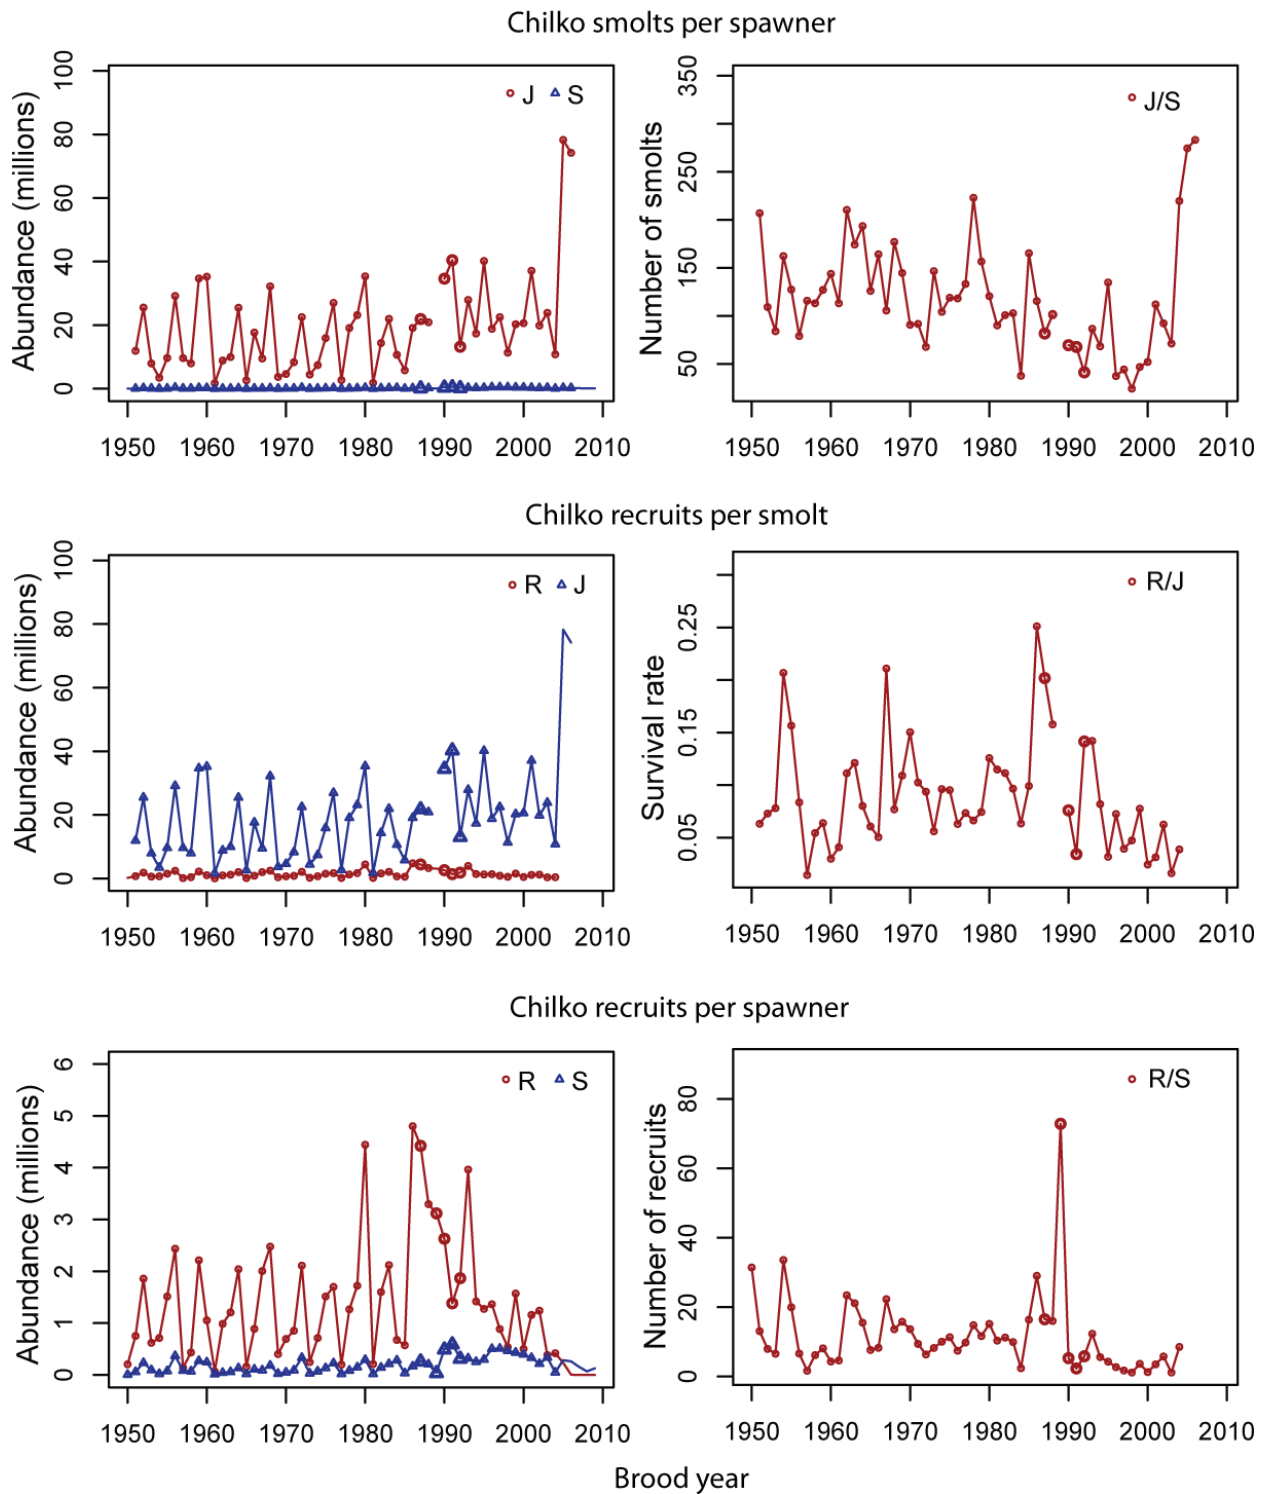 Chilko smolts per spawner
Abundance (millions)
100
80
60
40
20
0
J S
1950 1960 1970 1980 1990 2000 2010
Number of smolts
350
250
150
50
J/S
1950 1960 1970 1980 1990 2000 2010
Chilko recruits per smolt
Abundance (millions)
100
80
60
40
20
0
R J
1950 1960 1970 1980 1990 2000 2010
Survival rate
0.25
0.15
0.05
R/J
1950 1960 1970 1980 1990 2000 2010
Chilko recruits per spawner
Abundance (millions)
6
5
4
3
2
1
0
R S
1950 1960 1970 1980 1990 2000 2010
Number of recruits
80
60
40
20
0
R/S
1950 1960 1970 1980 1990 2000 2010
Brood year